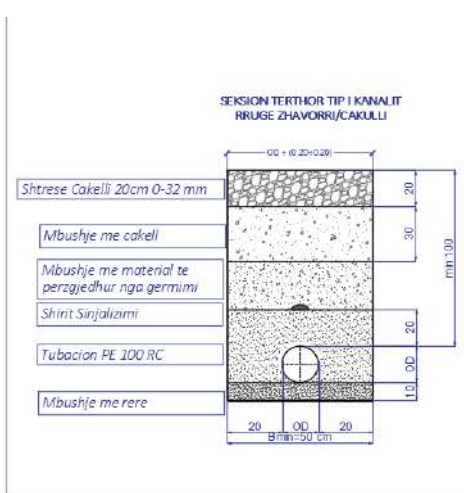 SEKSION TERTHOR TIP I KANALIT
RRUGE ZHAVORRI/CAKULLI
OD + (0.20+0.20)
Shtrese Cakelli 20cm 0-32 mm
20
Mbushje me cakell
30
min 100
Mbushje me material te
perzgjedhur nga germimi
Shirit Sinjalizimi
20
Tubacion PE 100 RC
OD
Mbushje me rere
10
20 OD 20
Bmin=50 cm